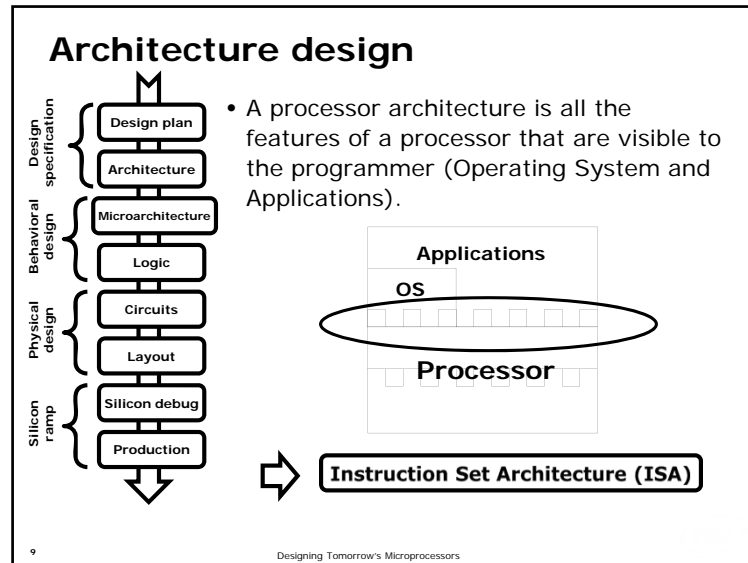 Architecture design
Design specification
Design plan
Architecture
Behavioral design
Microarchitecture
Logic
Physical design
Circuits
Layout
Silicon ramp
Silicon debug
Production
• A processor architecture is all the
features of a processor that are visible to
the programmer (Operating System and
Applications).
Applications
OS
Processor
Instruction Set Architecture (ISA)
9
Designing Tomorrow's Microprocessors